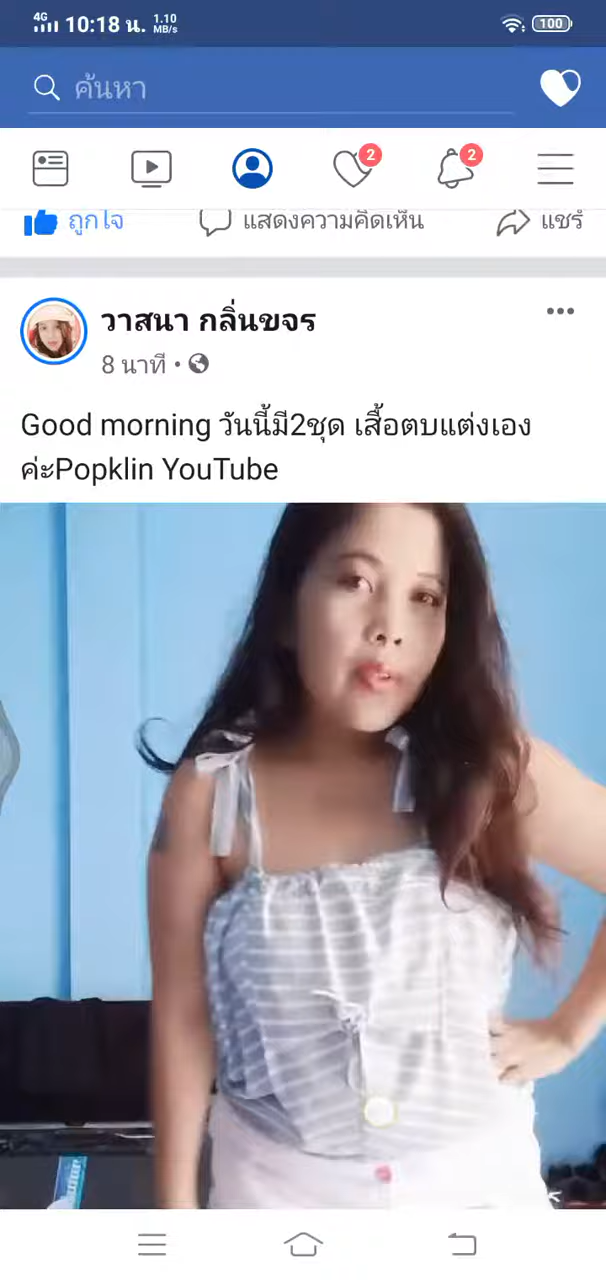 4G 10:18 น. 1.10 MB/s 100
ค้นหา
2 2
ถูกใจ แสดงความคิดเห็น แชร์
วาสนา กลิ่นขจร
8 นาที ·
Good morning วันนี้มี2ชุด เสื้อตบแต่งเอง
ค่ะPopklin YouTube